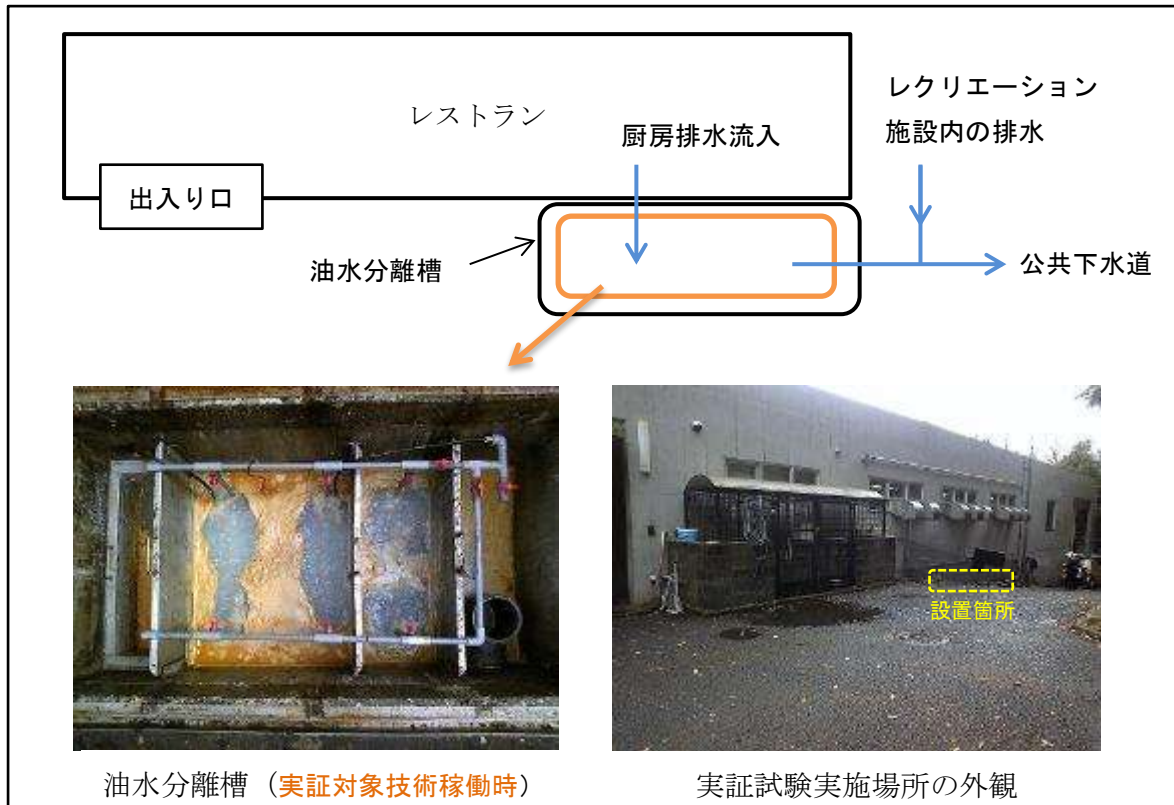 レストラン
レクリエーション
施設内の排水
厨房排水流入
出入り口
油水分離槽
公共下水道
設置箇所
油水分離槽（実証対象技術稼働時）
実証試験実施場所の外観